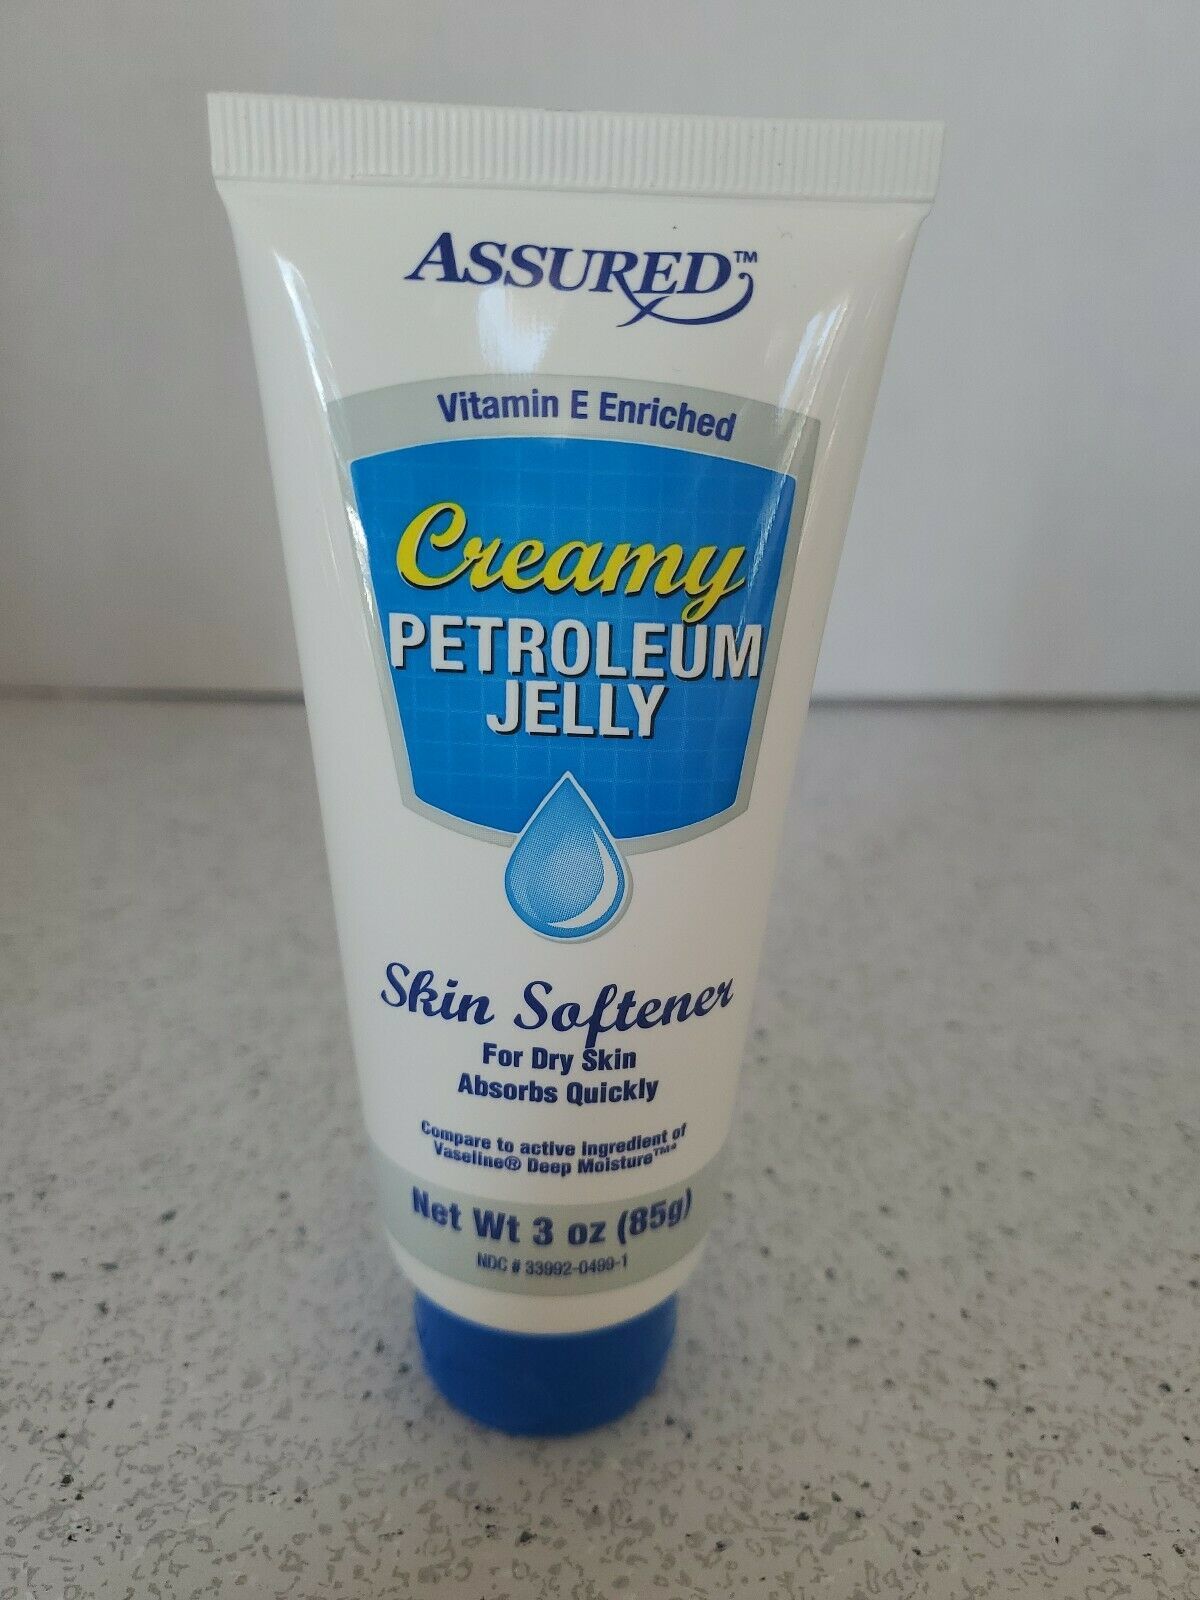 ASSURED™
Vitamin E Enriched
Creamy
PETROLEUM
JELLY
Skin Softener
For Dry Skin
Absorbs Quickly
Compare to active ingredient of
Vaseline® Deep Moisture™*
Net Wt 3 oz (85g)
NDC # 33992-0499-1